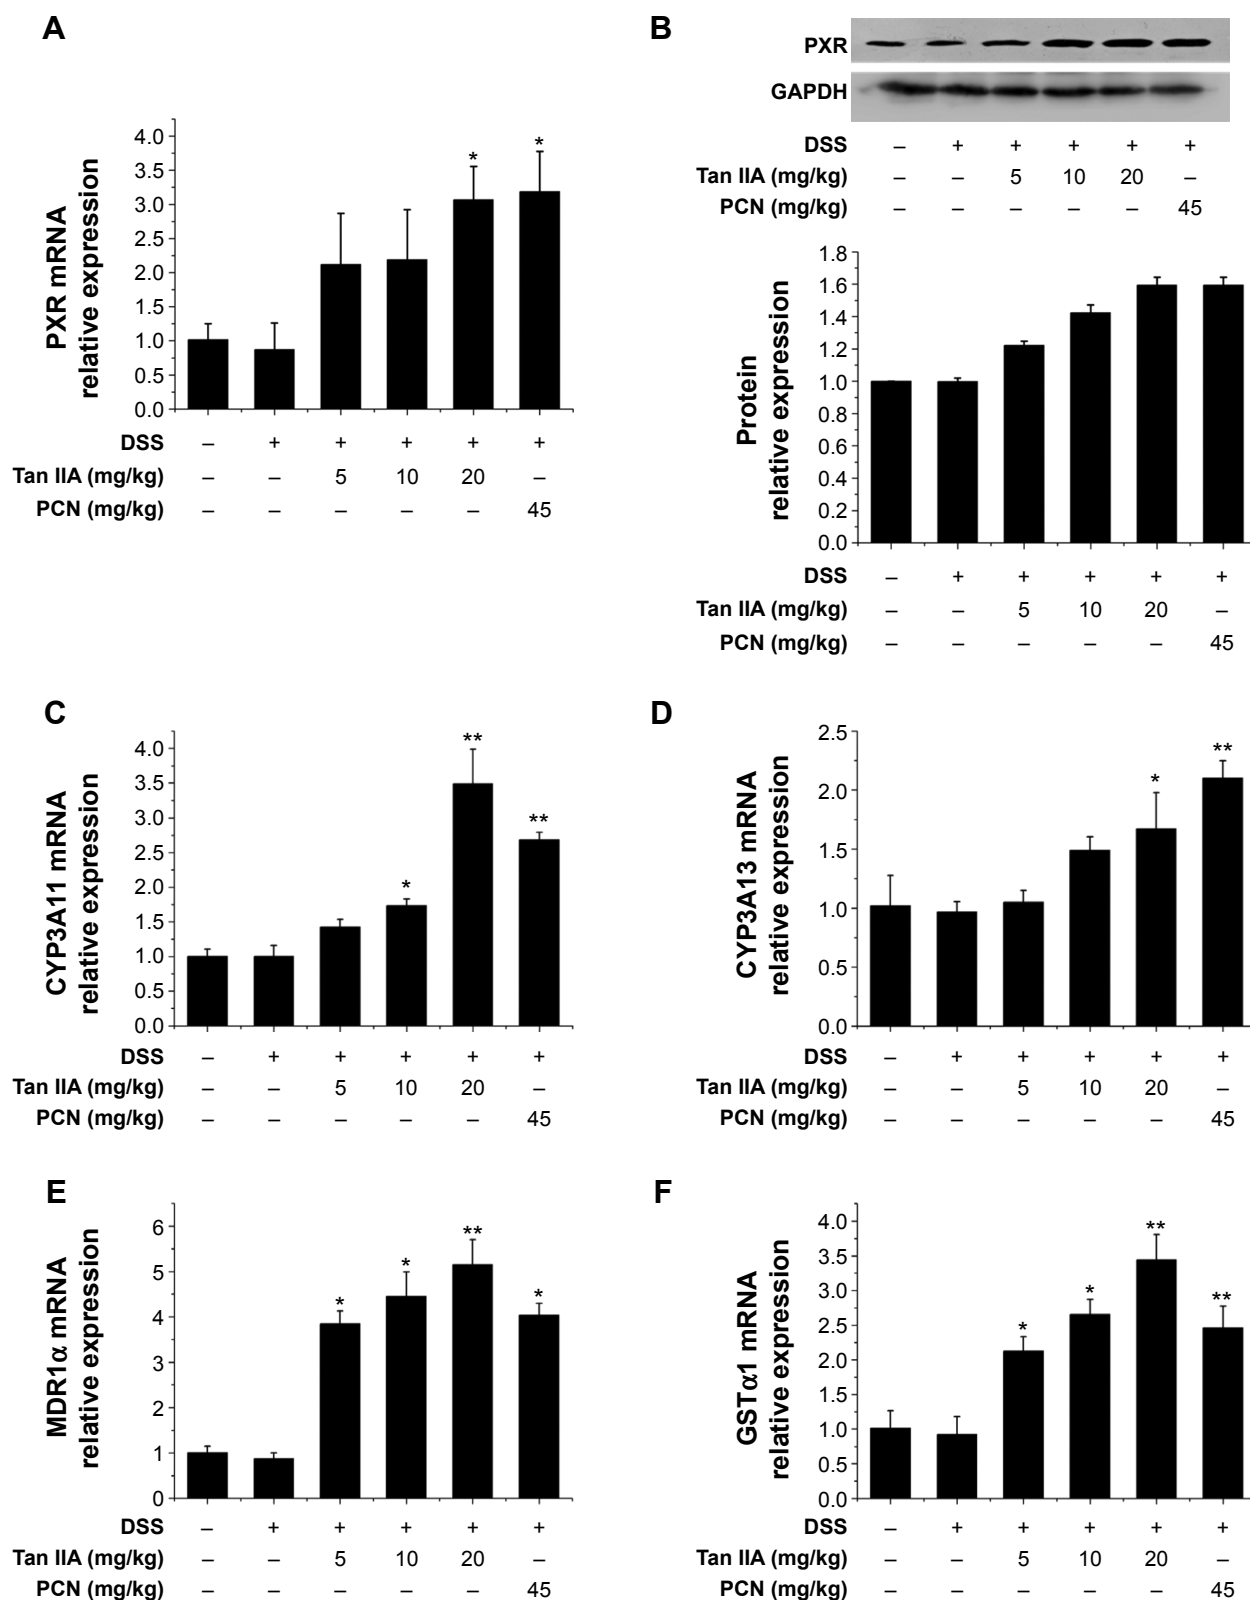 A
4.0
3.5
3.0
2.5
2.0
1.5
1.0
0.5
0.0
PXR mRNA
relative expression
* *
DSS – + + + + +
Tan IIA (mg/kg) – – 5 10 20 –
PCN (mg/kg) – – – – – 45
B
PXR
GAPDH
DSS – + + + + +
Tan IIA (mg/kg) – – 5 10 20 –
PCN (mg/kg) – – – – – 45
1.8
1.6
1.4
1.2
1.0
0.8
0.6
0.4
0.2
0.0
Protein
relative expression
DSS – + + + + +
Tan IIA (mg/kg) – – 5 10 20 –
PCN (mg/kg) – – – – – 45
C
4.0
3.5
3.0
2.5
2.0
1.5
1.0
0.5
0.0
CYP3A11 mRNA
relative expression
* ** **
DSS – + + + + +
Tan IIA (mg/kg) – – 5 10 20 –
PCN (mg/kg) – – – – – 45
D
2.5
2.0
1.5
1.0
0.5
0.0
CYP3A13 mRNA
relative expression
* **
DSS – + + + + +
Tan IIA (mg/kg) – – 5 10 20 –
PCN (mg/kg) – – – – – 45
E
6
5
4
3
2
1
0
MDR1α mRNA
relative expression
* * ** *
DSS – + + + + +
Tan IIA (mg/kg) – – 5 10 20 –
PCN (mg/kg) – – – – – 45
F
4.0
3.5
3.0
2.5
2.0
1.5
1.0
0.5
0.0
GSTα1 mRNA
relative expression
* * ** **
DSS – + + + + +
Tan IIA (mg/kg) – – 5 10 20 –
PCN (mg/kg) – – – – – 45